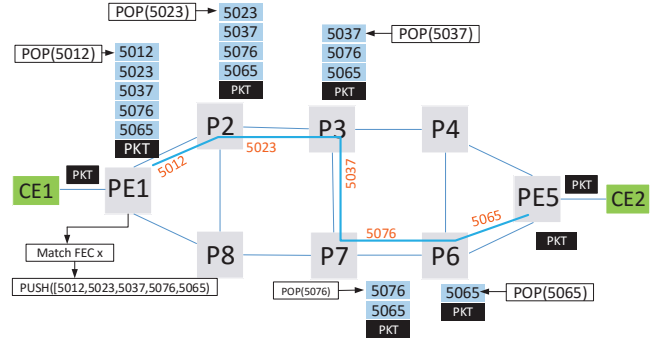 POP(5023)
5023
5037
5076
5065
PKT
POP(5012)
5012
5023
5037
5076
5065
PKT
5037
5076
5065
PKT
POP(5037)
P2
5023
P3
P4
5012
5037
PKT
CE1
PE1
PE5
PKT
CE2
5065
5076
PKT
Match FEC x
P8
P7
P6
PUSH([5012,5023,5037,5076,5065)
POP(5076)
5076
5065
PKT
5065
PKT
POP(5065)